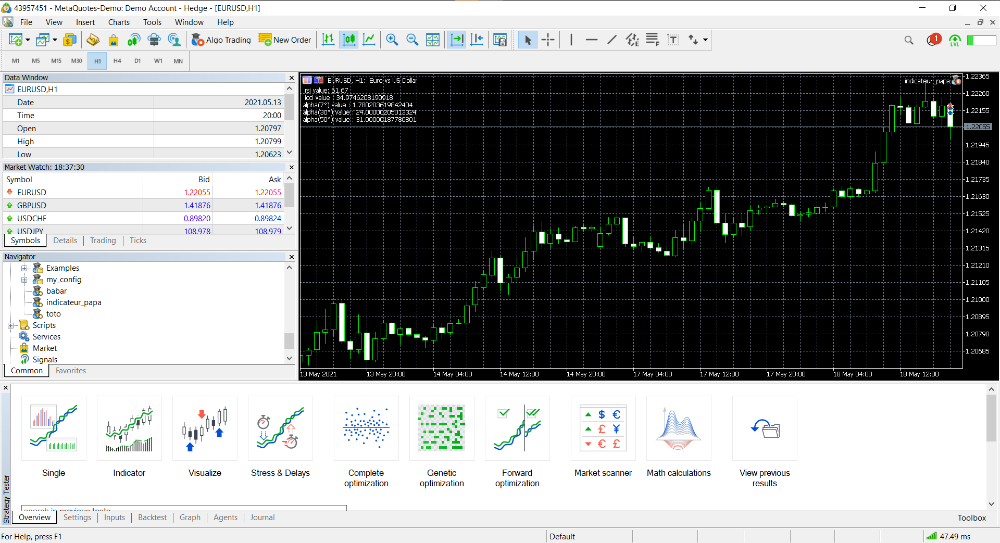 43957451 - MetaQuotes-Demo: Demo Account - Hedge - [EURUSD,H1]
File View Insert Charts Tools Window Help
Algo Trading New Order 1 LVL
M1 M5 M15 M30 H1 H4 D1 W1 MN
Data Window
EURUSD,H1
Date 2021.05.13
Time 20:00
Open 1.20797
High 1.20799
Low 1.20623
Market Watch: 18:37:30
Symbol Bid Ask
EURUSD 1.22055 1.22055
GBPUSD 1.41876 1.41876
USDCHF 0.89820 0.89824
USDJPY 108.978 108.979
Symbols Details Trading Ticks
Navigator
Examples
my_config
babar
indicateur_papa
toto
Scripts
Services
Market
Signals
Common Favorites
EURUSD, H1: Euro vs US Dollar
indicateur_papa
rsi value: 61.67
icci value : 34.9746208190918
alpha(7°) value : 1.780203619842404
alpha(30°) value : 24.00000205013324
alpha(50°) value : 31.00000187780801
1.22365
1.22260
1.22155
1.22055
1.21945
1.21840
1.21735
1.21630
1.21525
1.21420
1.21315
1.21210
1.21105
1.21000
1.20895
1.20790
1.20685
13 May 2021 13 May 20:00 14 May 04:00 14 May 12:00 14 May 20:00 17 May 04:00 17 May 12:00 17 May 20:00 18 May 04:00 18 May 12:00
Single
Indicator
Visualize
Stress & Delays
Complete optimization
Genetic optimization
Forward optimization
Market scanner
Math calculations
View previous results
search in previous tests
Strategy Tester
Overview Settings Inputs Backtest Graph Agents Journal
Toolbox
For Help, press F1 Default 47.49 ms